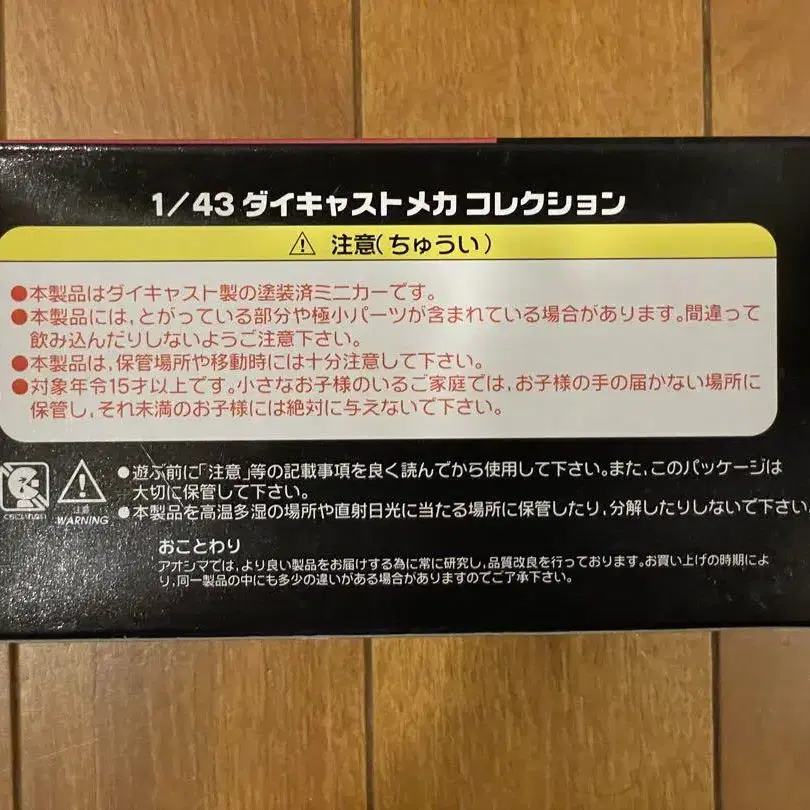 1/43 ダイキャストメカ コレクション
注意(ちゅうい)
●本製品はダイキャスト製の塗装済ミニカーです。
●本製品には,とがっている部分や極小パーツが含まれている場合があります。間違って
飲み込んだりしないようご注意下さい。
●本製品は,保管場所や移動時には十分注意して下さい。
●対象年令15才以上です。小さなお子様のいるご家庭では,お子様の手の届かない場所に
保管し,それ未満のお子様には絶対に与えないで下さい。
くちにいれない
注意
WARNING
●遊ぶ前に「注意」等の記載事項を良く読んでから使用して下さい。また,このパッケージは
大切に保管して下さい。
●本製品を高温多湿の場所や直射日光に当たる場所に保管したり,分解したりしないで下さい
おことわり
アオシマでは,より良い製品をお届けする為に常に研究し,品質改良を行っております。お買い上げの時期によ
り,同一製品の中にも多少の違いがある場合がありますのでご了承下さい。